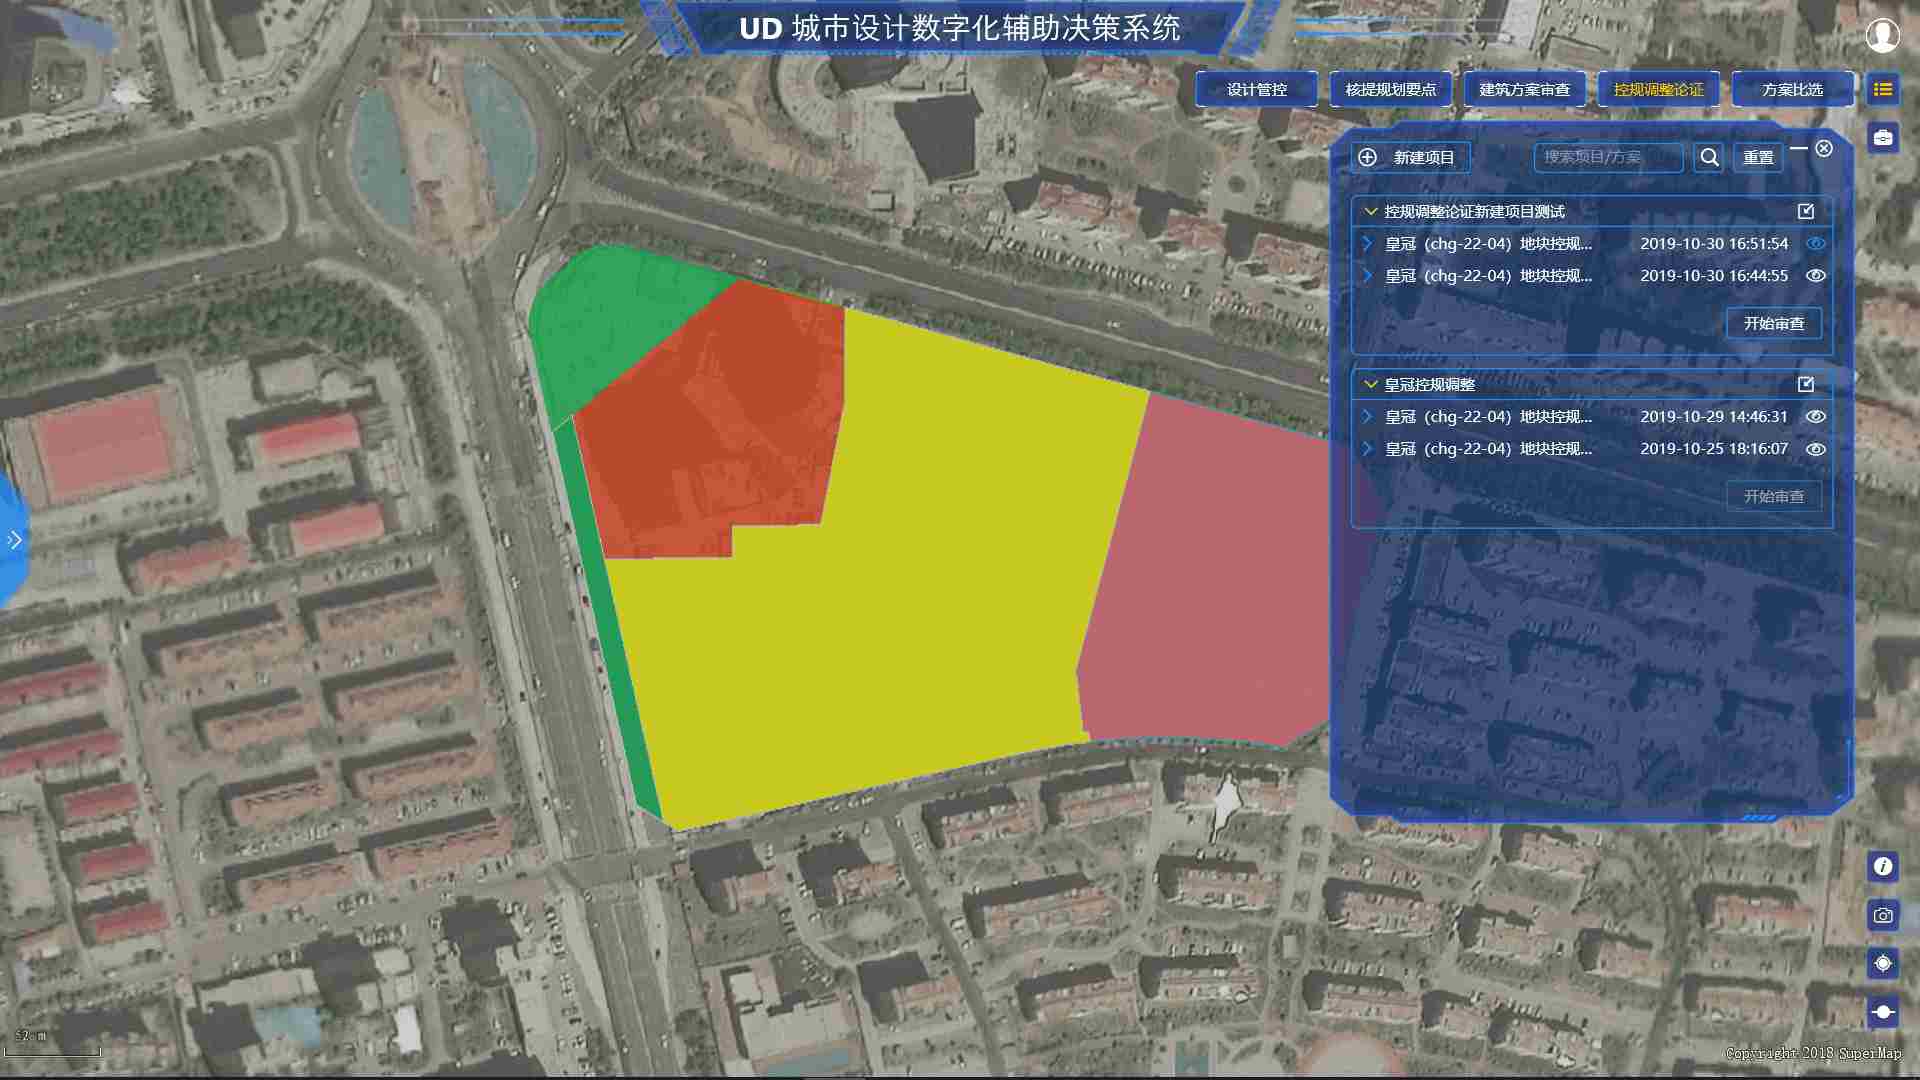 UD 城市设计数字化辅助决策系统
设计管控
核提规划要点
建筑方案审查
控规调整论证
方案比选
新建项目
搜索项目/方案
重置
控规调整论证新建项目测试
皇冠（chg-22-04）地块控规... 2019-10-30 16:51:54
皇冠（chg-22-04）地块控规... 2019-10-30 16:44:55
开始审查
皇冠控规调整
皇冠（chg-22-04）地块控规... 2019-10-29 14:46:31
皇冠（chg-22-04）地块控规... 2019-10-25 18:16:07
开始审查
52 m
Copyright 2018 SuperMap